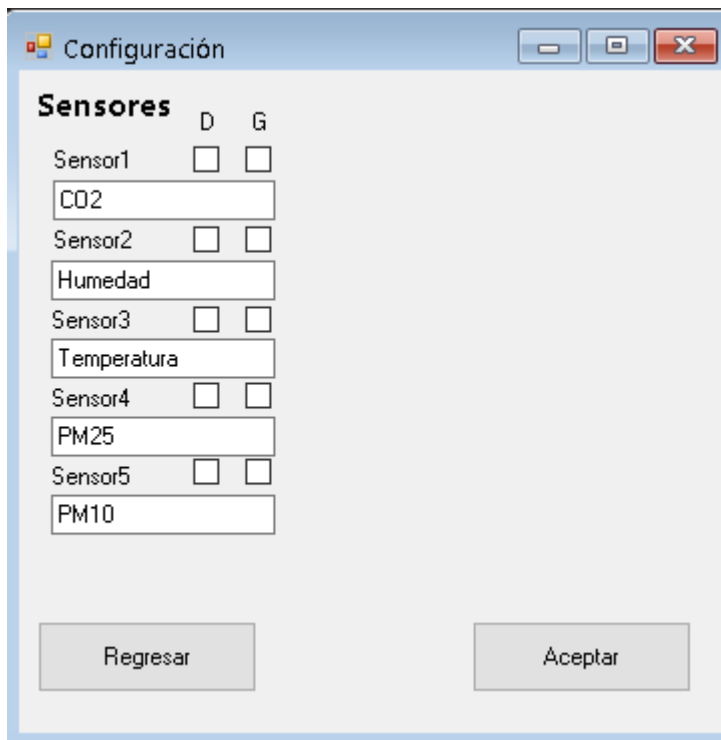 Configuración
Sensores D G
Sensor1
CO2
Sensor2
Humedad
Sensor3
Temperatura
Sensor4
PM25
Sensor5
PM10
Regresar Aceptar